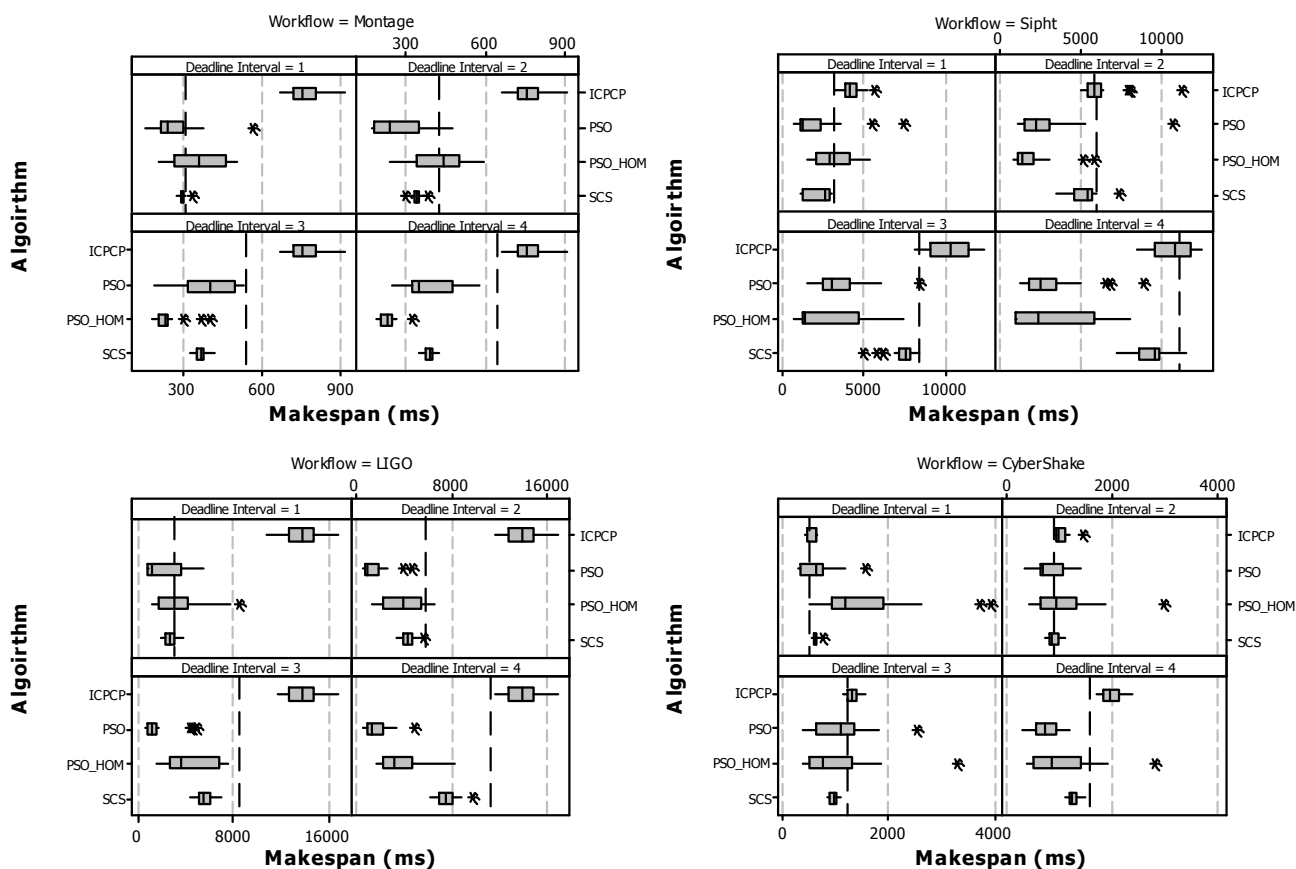 Workflow = Montage
300 600 900
Deadline Interval = 1 Deadline Interval = 2
ICPCP
PSO
PSO_HOM
SCS
Deadline Interval = 3 Deadline Interval = 4
ICPCP
PSO
PSO_HOM
SCS
300 600 900
Makespan (ms)
Algoirthm
Workflow = Sipht
0 5000 10000
Deadline Interval = 1 Deadline Interval = 2
ICPCP
PSO
PSO_HOM
SCS
Deadline Interval = 3 Deadline Interval = 4
ICPCP
PSO
PSO_HOM
SCS
0 5000 10000
Makespan (ms)
Algoirthm
Workflow = LIGO
0 8000 16000
Deadline Interval = 1 Deadline Interval = 2
ICPCP
PSO
PSO_HOM
SCS
Deadline Interval = 3 Deadline Interval = 4
ICPCP
PSO
PSO_HOM
SCS
0 8000 16000
Makespan (ms)
Algoirthm
Workflow = CyberShake
0 2000 4000
Deadline Interval = 1 Deadline Interval = 2
ICPCP
PSO
PSO_HOM
SCS
Deadline Interval = 3 Deadline Interval = 4
ICPCP
PSO
PSO_HOM
SCS
0 2000 4000
Makespan (ms)
Algoirthm